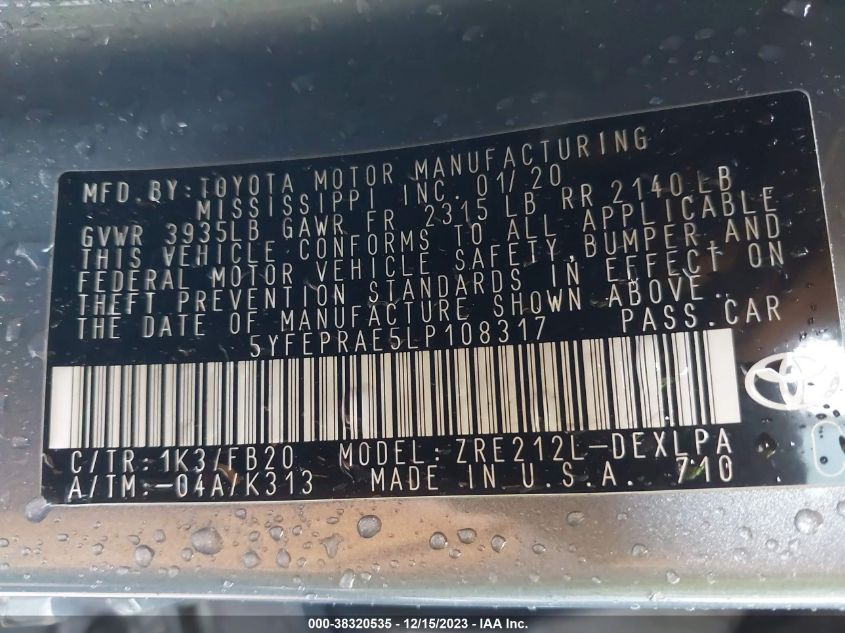 MFD. BY: TOYOTA MOTOR MANUFACTURING
MISSISSIPPI INC. 01/20
GVWR 3935LB GAWR FR 2315 LB RR 2140 LB
THIS VEHICLE CONFORMS TO ALL APPLICABLE
FEDERAL MOTOR VEHICLE SAFETY, BUMPER, AND
THEFT PREVENTION STANDARDS IN EFFECT ON
THE DATE OF MANUFACTURE SHOWN ABOVE.
5YFEPRAE5LP108317 PASS. CAR
C/TR: 1K3/FB20 MODEL: ZRE212L-DEXLPA
A/TM: -04A/K313 MADE IN U.S.A. 710
000-38320535 - 12/15/2023 - IAA Inc.